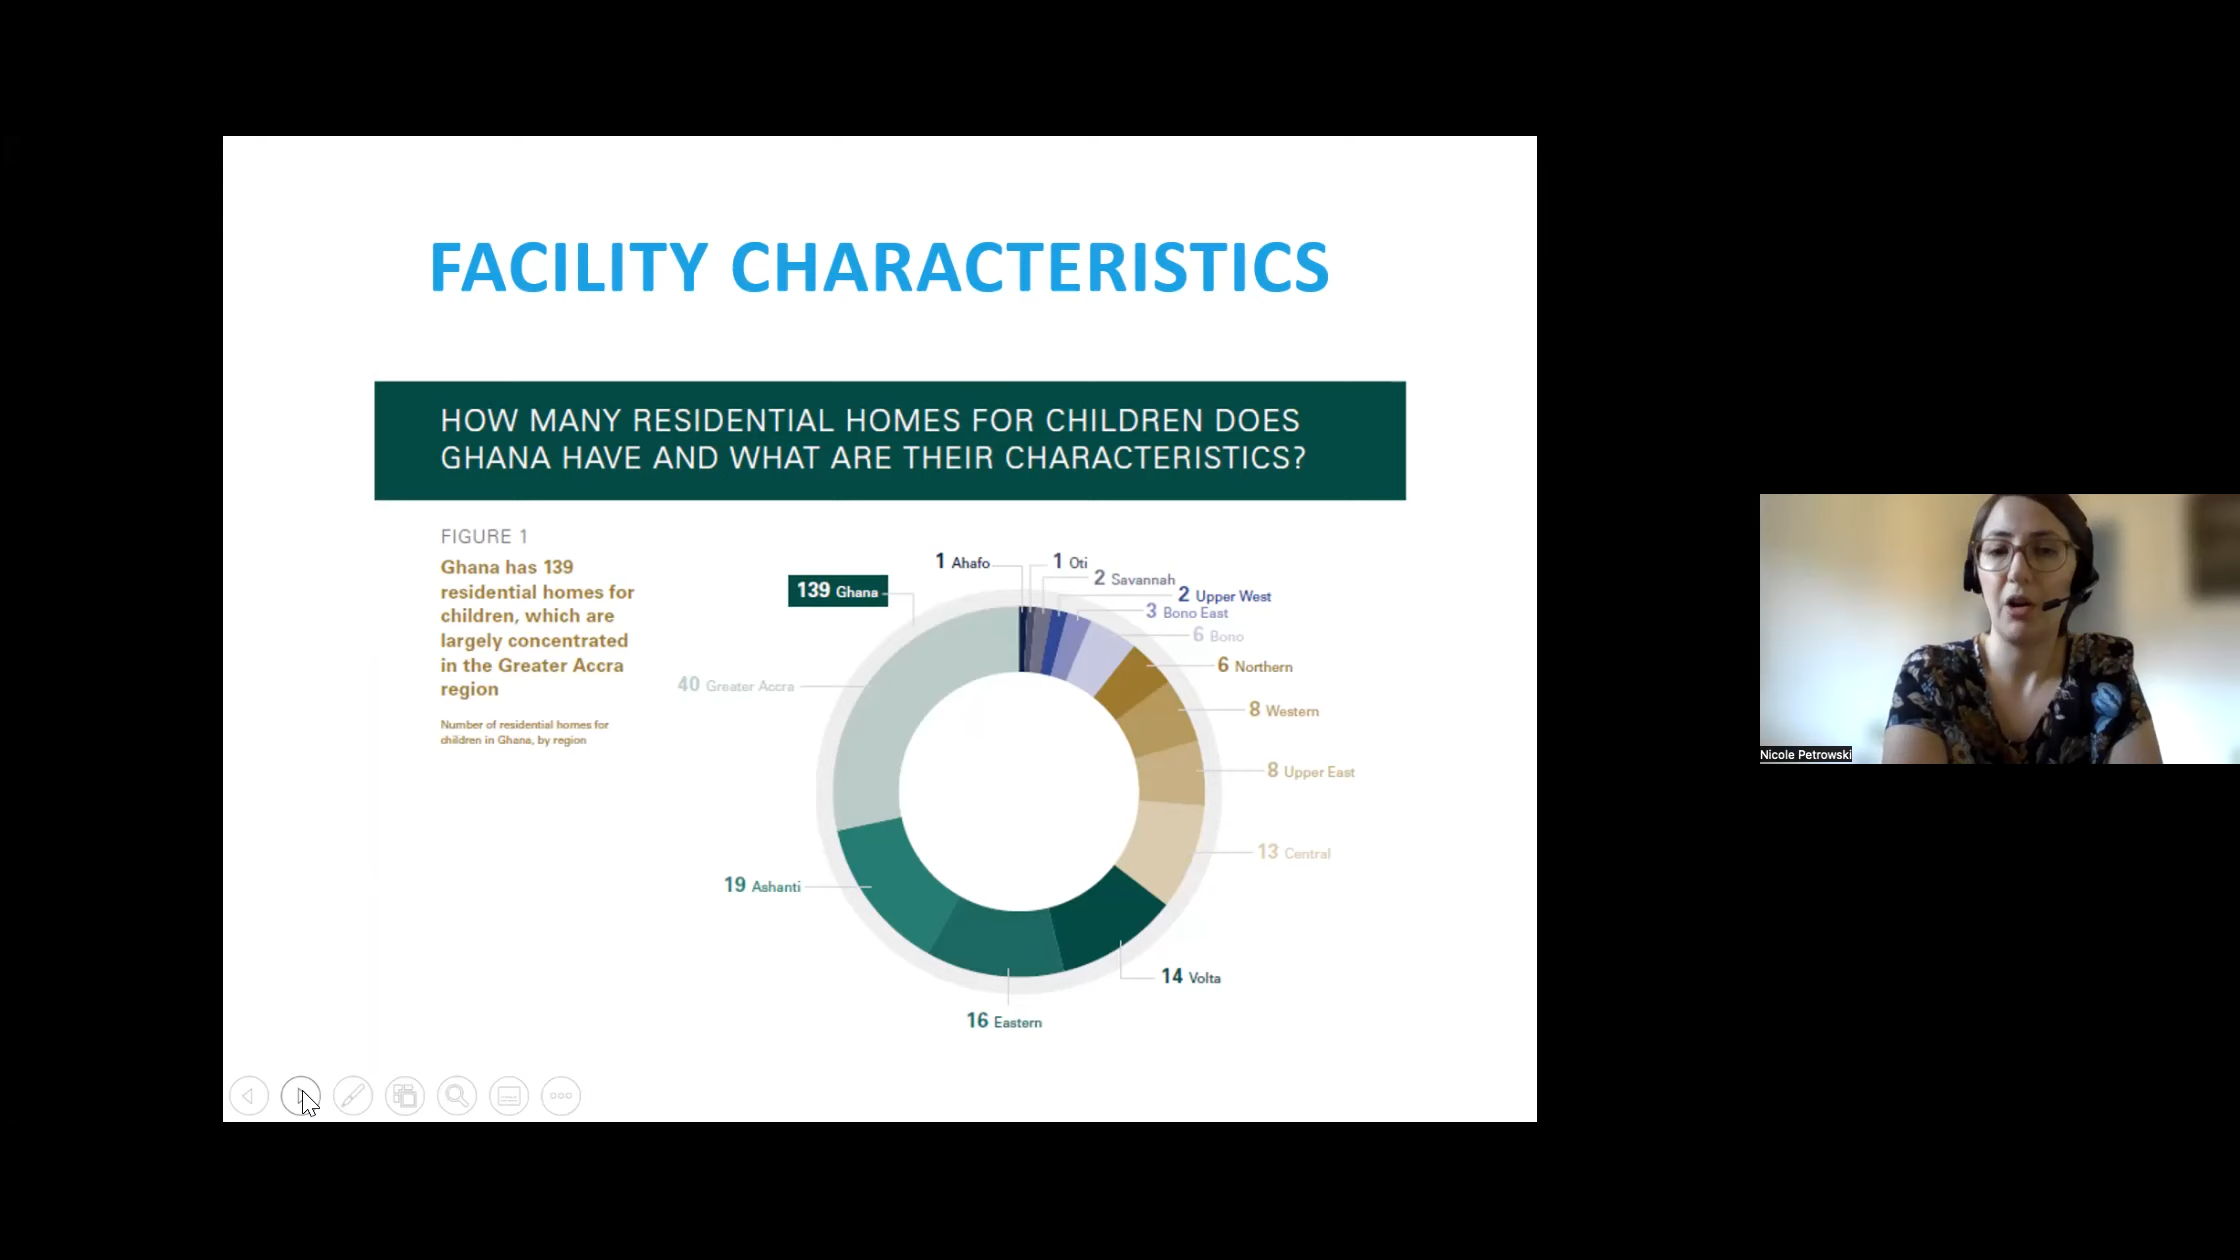 FACILITY CHARACTERISTICS
HOW MANY RESIDENTIAL HOMES FOR CHILDREN DOES
GHANA HAVE AND WHAT ARE THEIR CHARACTERISTICS?
FIGURE 1
Ghana has 139
residential homes for
children, which are
largely concentrated
in the Greater Accra
region
Number of residential homes for
children in Ghana, by region
139 Ghana
1 Ahafo
1 Oti
2 Savannah
2 Upper West
3 Bono East
6 Bono
6 Northern
8 Western
8 Upper East
13 Central
14 Volta
16 Eastern
19 Ashanti
40 Greater Accra
Nicole Petrowski